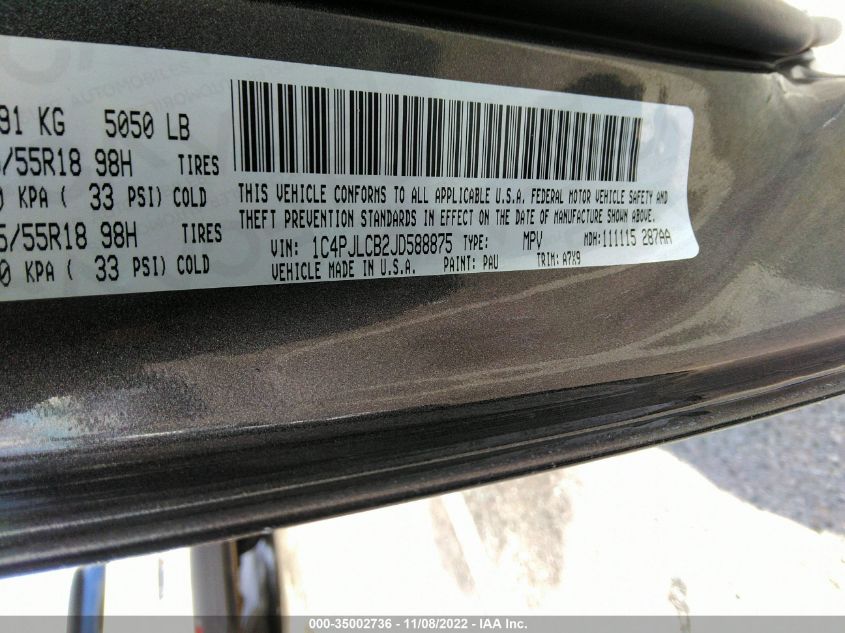 91 KG 5050 LB
/55R18 98H TIRES
0 KPA ( 33 PSI) COLD
5/55R18 98H TIRES
0 KPA ( 33 PSI) COLD
THIS VEHICLE CONFORMS TO ALL APPLICABLE U.S.A. FEDERAL MOTOR VEHICLE SAFETY AND
THEFT PREVENTION STANDARDS IN EFFECT ON THE DATE OF MANUFACTURE SHOWN ABOVE.
VIN: 1C4PJLCB2JD588875 TYPE: MPV MDH:111115 287AA
VEHICLE MADE IN U.S.A. PAINT: PAU TRIM: A7X9
000-35002736 - 11/08/2022 - IAA Inc.